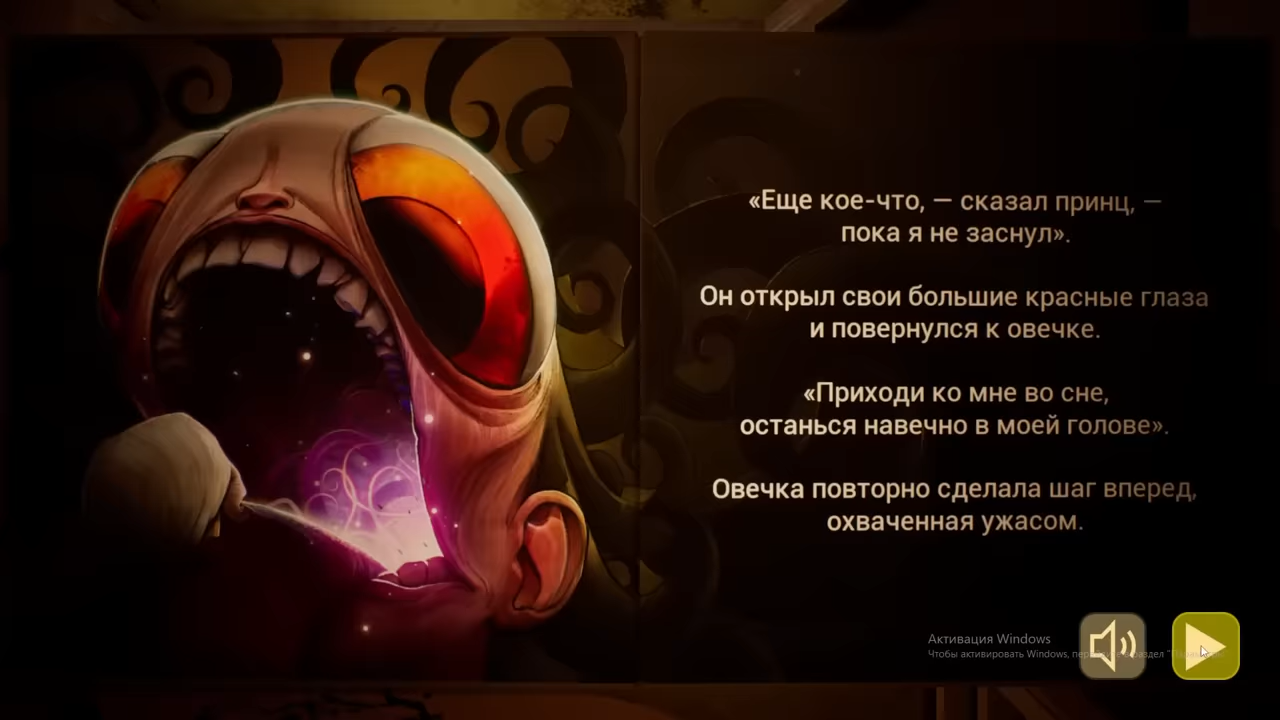 «Еще кое-что, — сказал принц, —
пока я не заснул».
Он открыл свои большие красные глаза
и повернулся к овечке.
«Приходи ко мне во сне,
останься навечно в моей голове».
Овечка повторно сделала шаг вперед,
охваченная ужасом.
Активация Windows
Чтобы активировать Windows, раздел